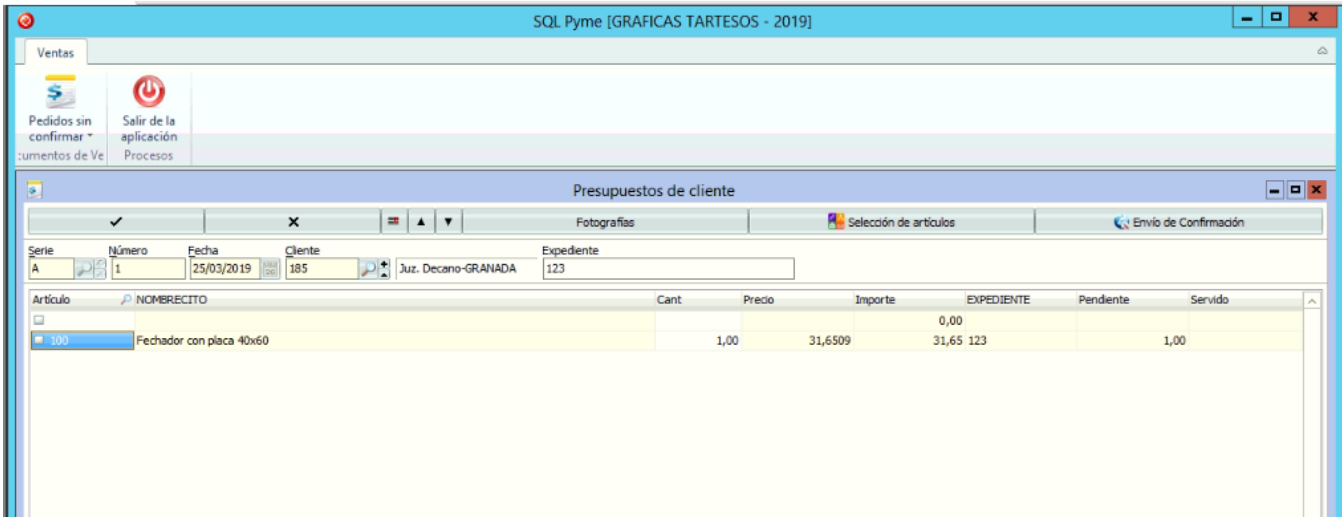 SQL Pyme [GRAFICAS TARTESOS - 2019]
Ventas
Pedidos sin confirmar
Salir de la aplicación
cumentos de Ve
Procesos
Presupuestos de cliente
Fotografías
Selección de artículos
Envío de Confirmación
Serie Número Fecha Cliente Expediente
A 1 25/03/2019 185 Juz. Decano-GRANADA 123
Artículo NOMBRECITO Cant Precio Importe EXPEDIENTE Pendiente Servido
0,00
100 Fechador con placa 40x60 1,00 31,6509 31,65 123 1,00